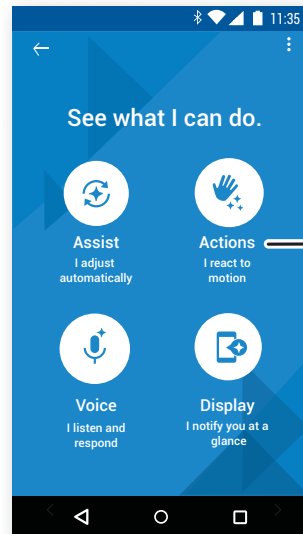 11:35
See what I can do.
Assist
I adjust
automatically
Actions
I react to
motion
Voice
I listen and
respond
Display
I notify you at a
glance